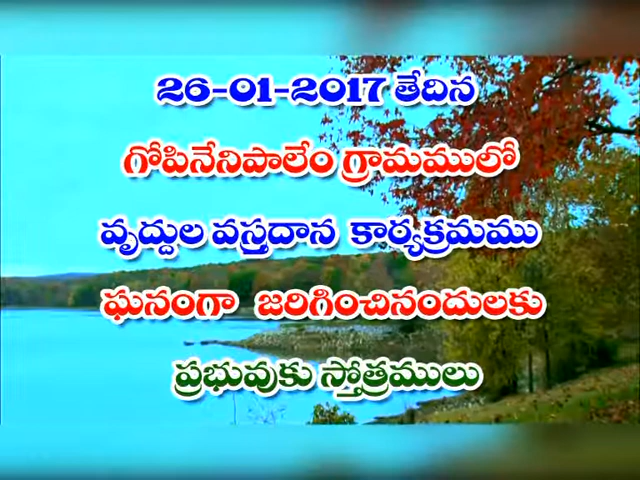 26-01-2017 తేదిన
గోపినేనిపాలెం గ్రామములో
వృద్దుల వస్త్రదాన కార్యక్రమము
ఘనంగా జరిగించినందులకు
ప్రభువుకు స్తోత్రములు